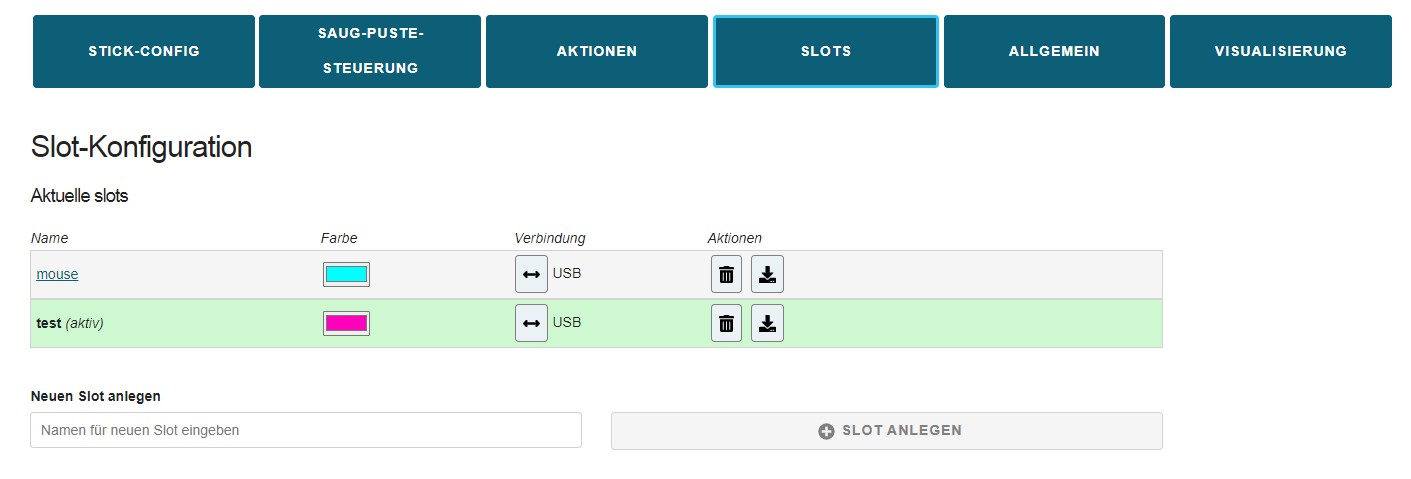 STICK-CONFIG
SAUG-PUSTE-
STEUERUNG
AKTIONEN
SLOTS
ALLGEMEIN
VISUALISIERUNG
Slot-Konfiguration
Aktuelle slots
Name Farbe Verbindung Aktionen
mouse USB
test (aktiv) USB
Neuen Slot anlegen
Namen für neuen Slot eingeben
SLOT ANLEGEN